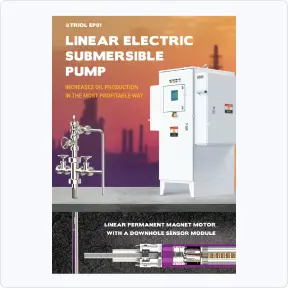 TRIOL EP01
LINEAR ELECTRIC
SUBMERSIBLE
PUMP
INCREASES OIL PRODUCTION
IN THE MOST PROFITABLE WAY
LINEAR PERMANENT MAGNET MOTOR
WITH A DOWNHOLE SENSOR MODULE